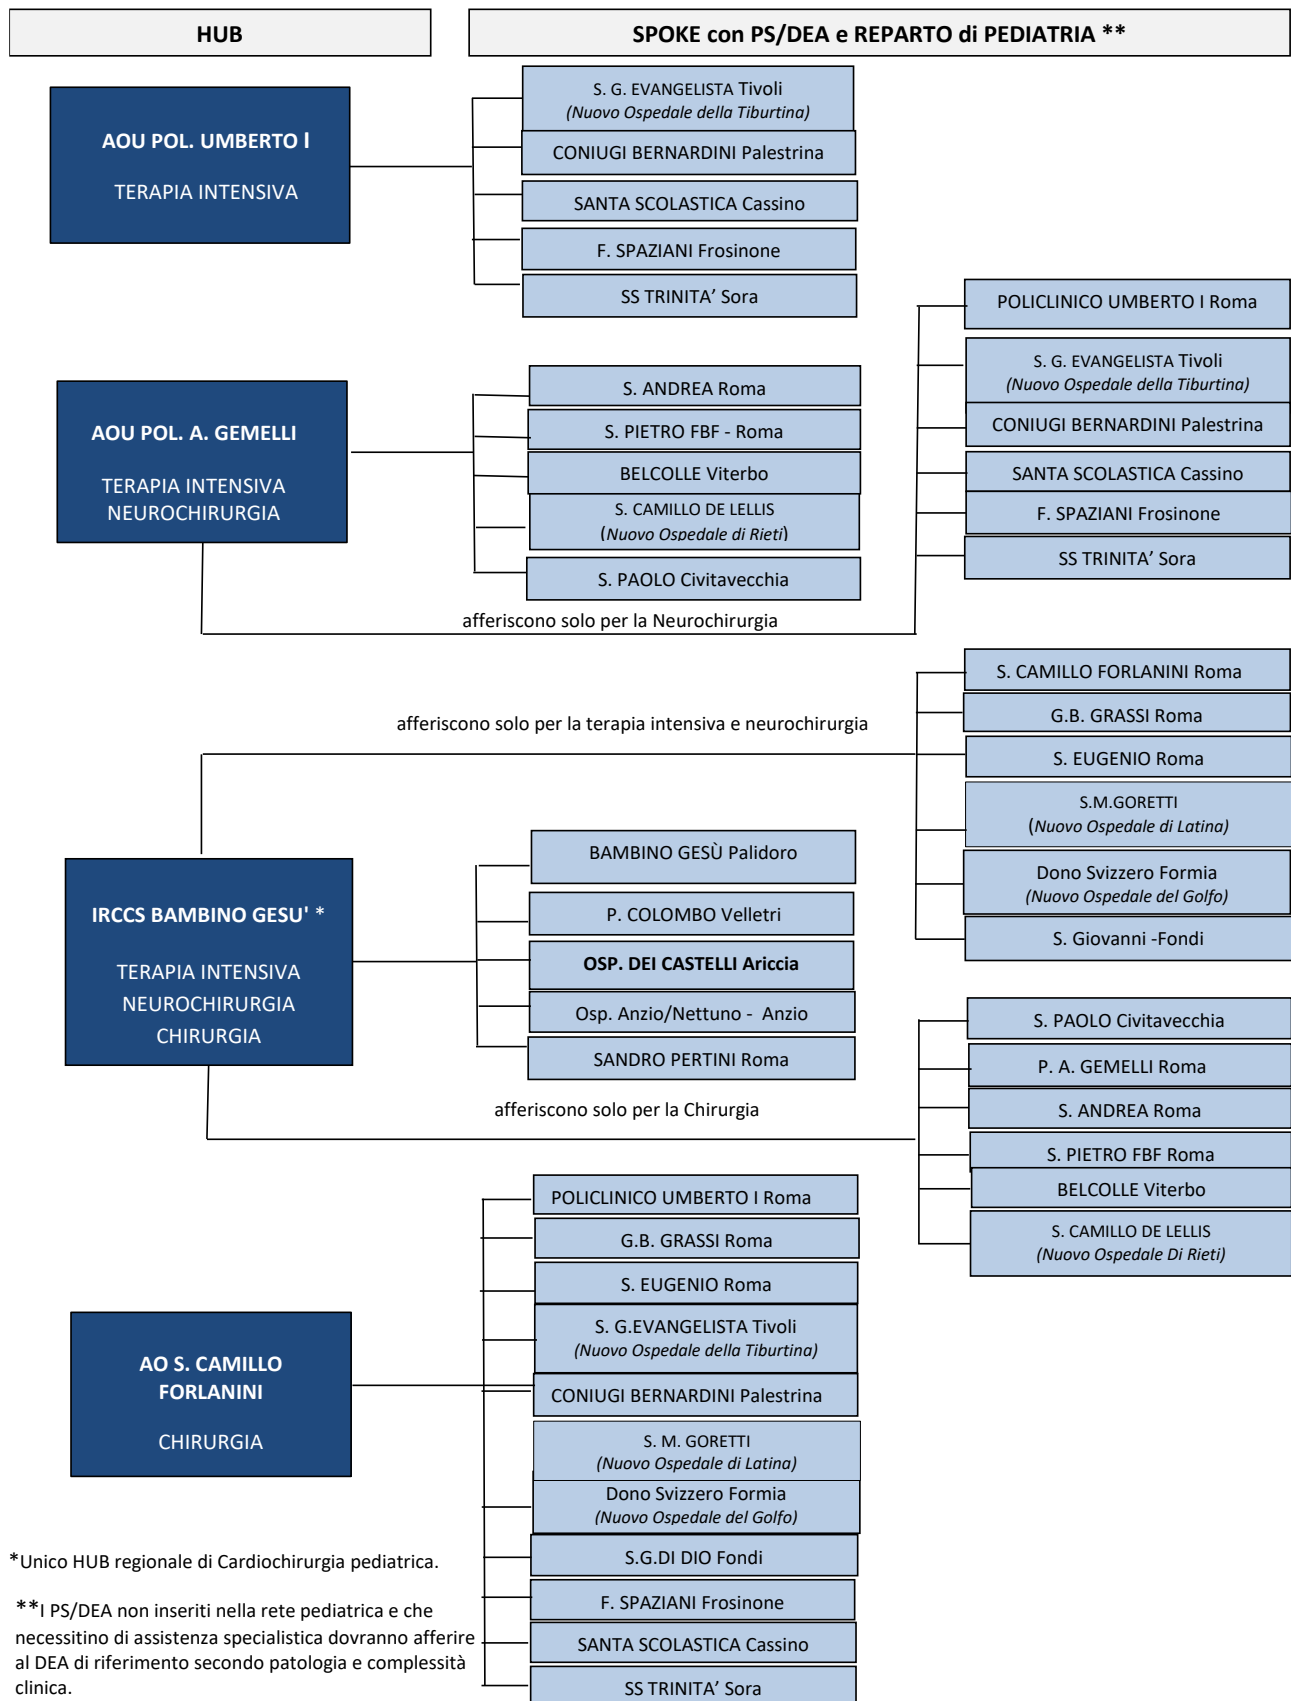 HUB
SPOKE con PS/DEA e REPARTO di PEDIATRIA **
AOU POL. UMBERTO I
TERAPIA INTENSIVA
S. G. EVANGELISTA Tivoli
(Nuovo Ospedale della Tiburtina)
CONIUGI BERNARDINI Palestrina
SANTA SCOLASTICA Cassino
F. SPAZIANI Frosinone
SS TRINITA’ Sora
AOU POL. A. GEMELLI
TERAPIA INTENSIVA
NEUROCHIRURGIA
S. ANDREA Roma
S. PIETRO FBF - Roma
BELCOLLE Viterbo
S. CAMILLO DE LELLIS
(Nuovo Ospedale di Rieti)
S. PAOLO Civitavecchia
POLICLINICO UMBERTO I Roma
S. G. EVANGELISTA Tivoli
(Nuovo Ospedale della Tiburtina)
CONIUGI BERNARDINI Palestrina
SANTA SCOLASTICA Cassino
F. SPAZIANI Frosinone
SS TRINITA’ Sora
afferiscono solo per la Neurochirurgia
afferiscono solo per la terapia intensiva e neurochirurgia
S. CAMILLO FORLANINI Roma
G.B. GRASSI Roma
S. EUGENIO Roma
S.M.GORETTI
(Nuovo Ospedale di Latina)
Dono Svizzero Formia
(Nuovo Ospedale del Golfo)
S. Giovanni -Fondi
IRCCS BAMBINO GESU' *
TERAPIA INTENSIVA
NEUROCHIRURGIA
CHIRURGIA
BAMBINO GESÙ Palidoro
P. COLOMBO Velletri
OSP. DEI CASTELLI Ariccia
Osp. Anzio/Nettuno - Anzio
SANDRO PERTINI Roma
afferiscono solo per la Chirurgia
S. PAOLO Civitavecchia
P. A. GEMELLI Roma
S. ANDREA Roma
S. PIETRO FBF Roma
BELCOLLE Viterbo
S. CAMILLO DE LELLIS
(Nuovo Ospedale Di Rieti)
AO S. CAMILLO
FORLANINI
CHIRURGIA
POLICLINICO UMBERTO I Roma
G.B. GRASSI Roma
S. EUGENIO Roma
S. G.EVANGELISTA Tivoli
(Nuovo Ospedale della Tiburtina)
CONIUGI BERNARDINI Palestrina
S. M. GORETTI
(Nuovo Ospedale di Latina)
Dono Svizzero Formia
(Nuovo Ospedale del Golfo)
S.G.DI DIO Fondi
F. SPAZIANI Frosinone
SANTA SCOLASTICA Cassino
SS TRINITA’ Sora
*Unico HUB regionale di Cardiochirurgia pediatrica.
**I PS/DEA non inseriti nella rete pediatrica e che
necessitino di assistenza specialistica dovranno afferire
al DEA di riferimento secondo patologia e complessità
clinica.